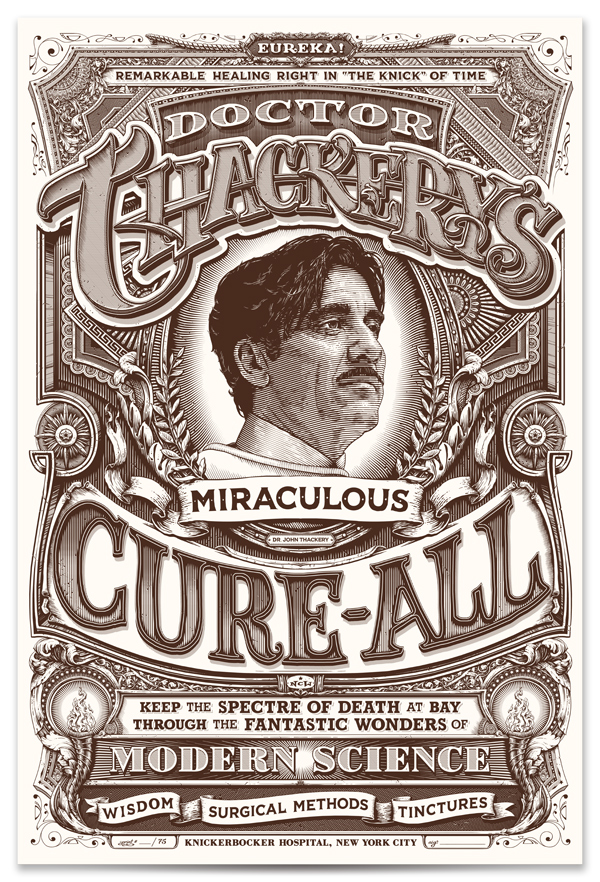 EUREKA!
REMARKABLE HEALING RIGHT IN "THE KNICK" OF TIME
DOCTOR
THACKERY'S
MIRACULOUS
DR JOHN THACKERY
CURE-ALL
KEEP THE SPECTRE OF DEATH AT BAY
THROUGH THE FANTASTIC WONDERS OF
MODERN SCIENCE
WISDOM SURGICAL METHODS TINCTURES
/75 KNICKERBOCKER HOSPITAL, NEW YORK CITY